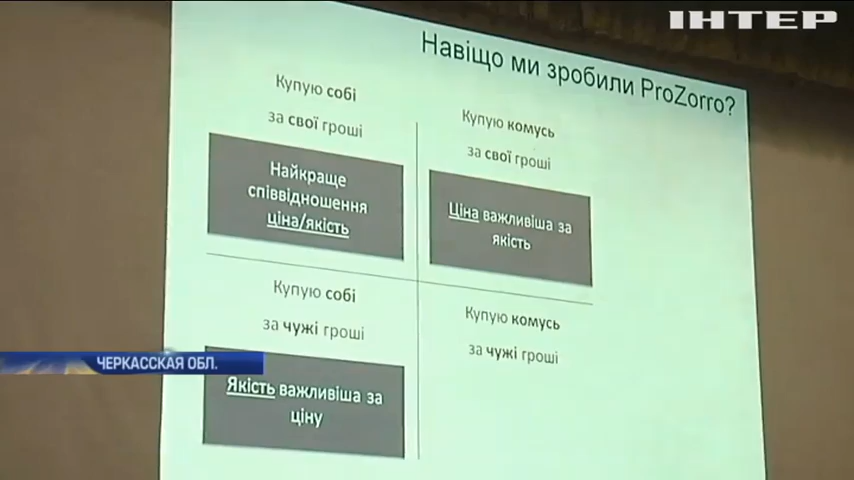 ІНТЕР
Навіщо ми зробили ProZorro?
Купую собі
за свої гроші
Найкраще
співвідношення
ціна/якість
Купую комусь
за свої гроші
Ціна важливіша за
якість
Купую собі
за чужі гроші
Якість важливіша за
ціну
Купую комусь
за чужі гроші
ЧЕРКАССКАЯ ОБЛ.